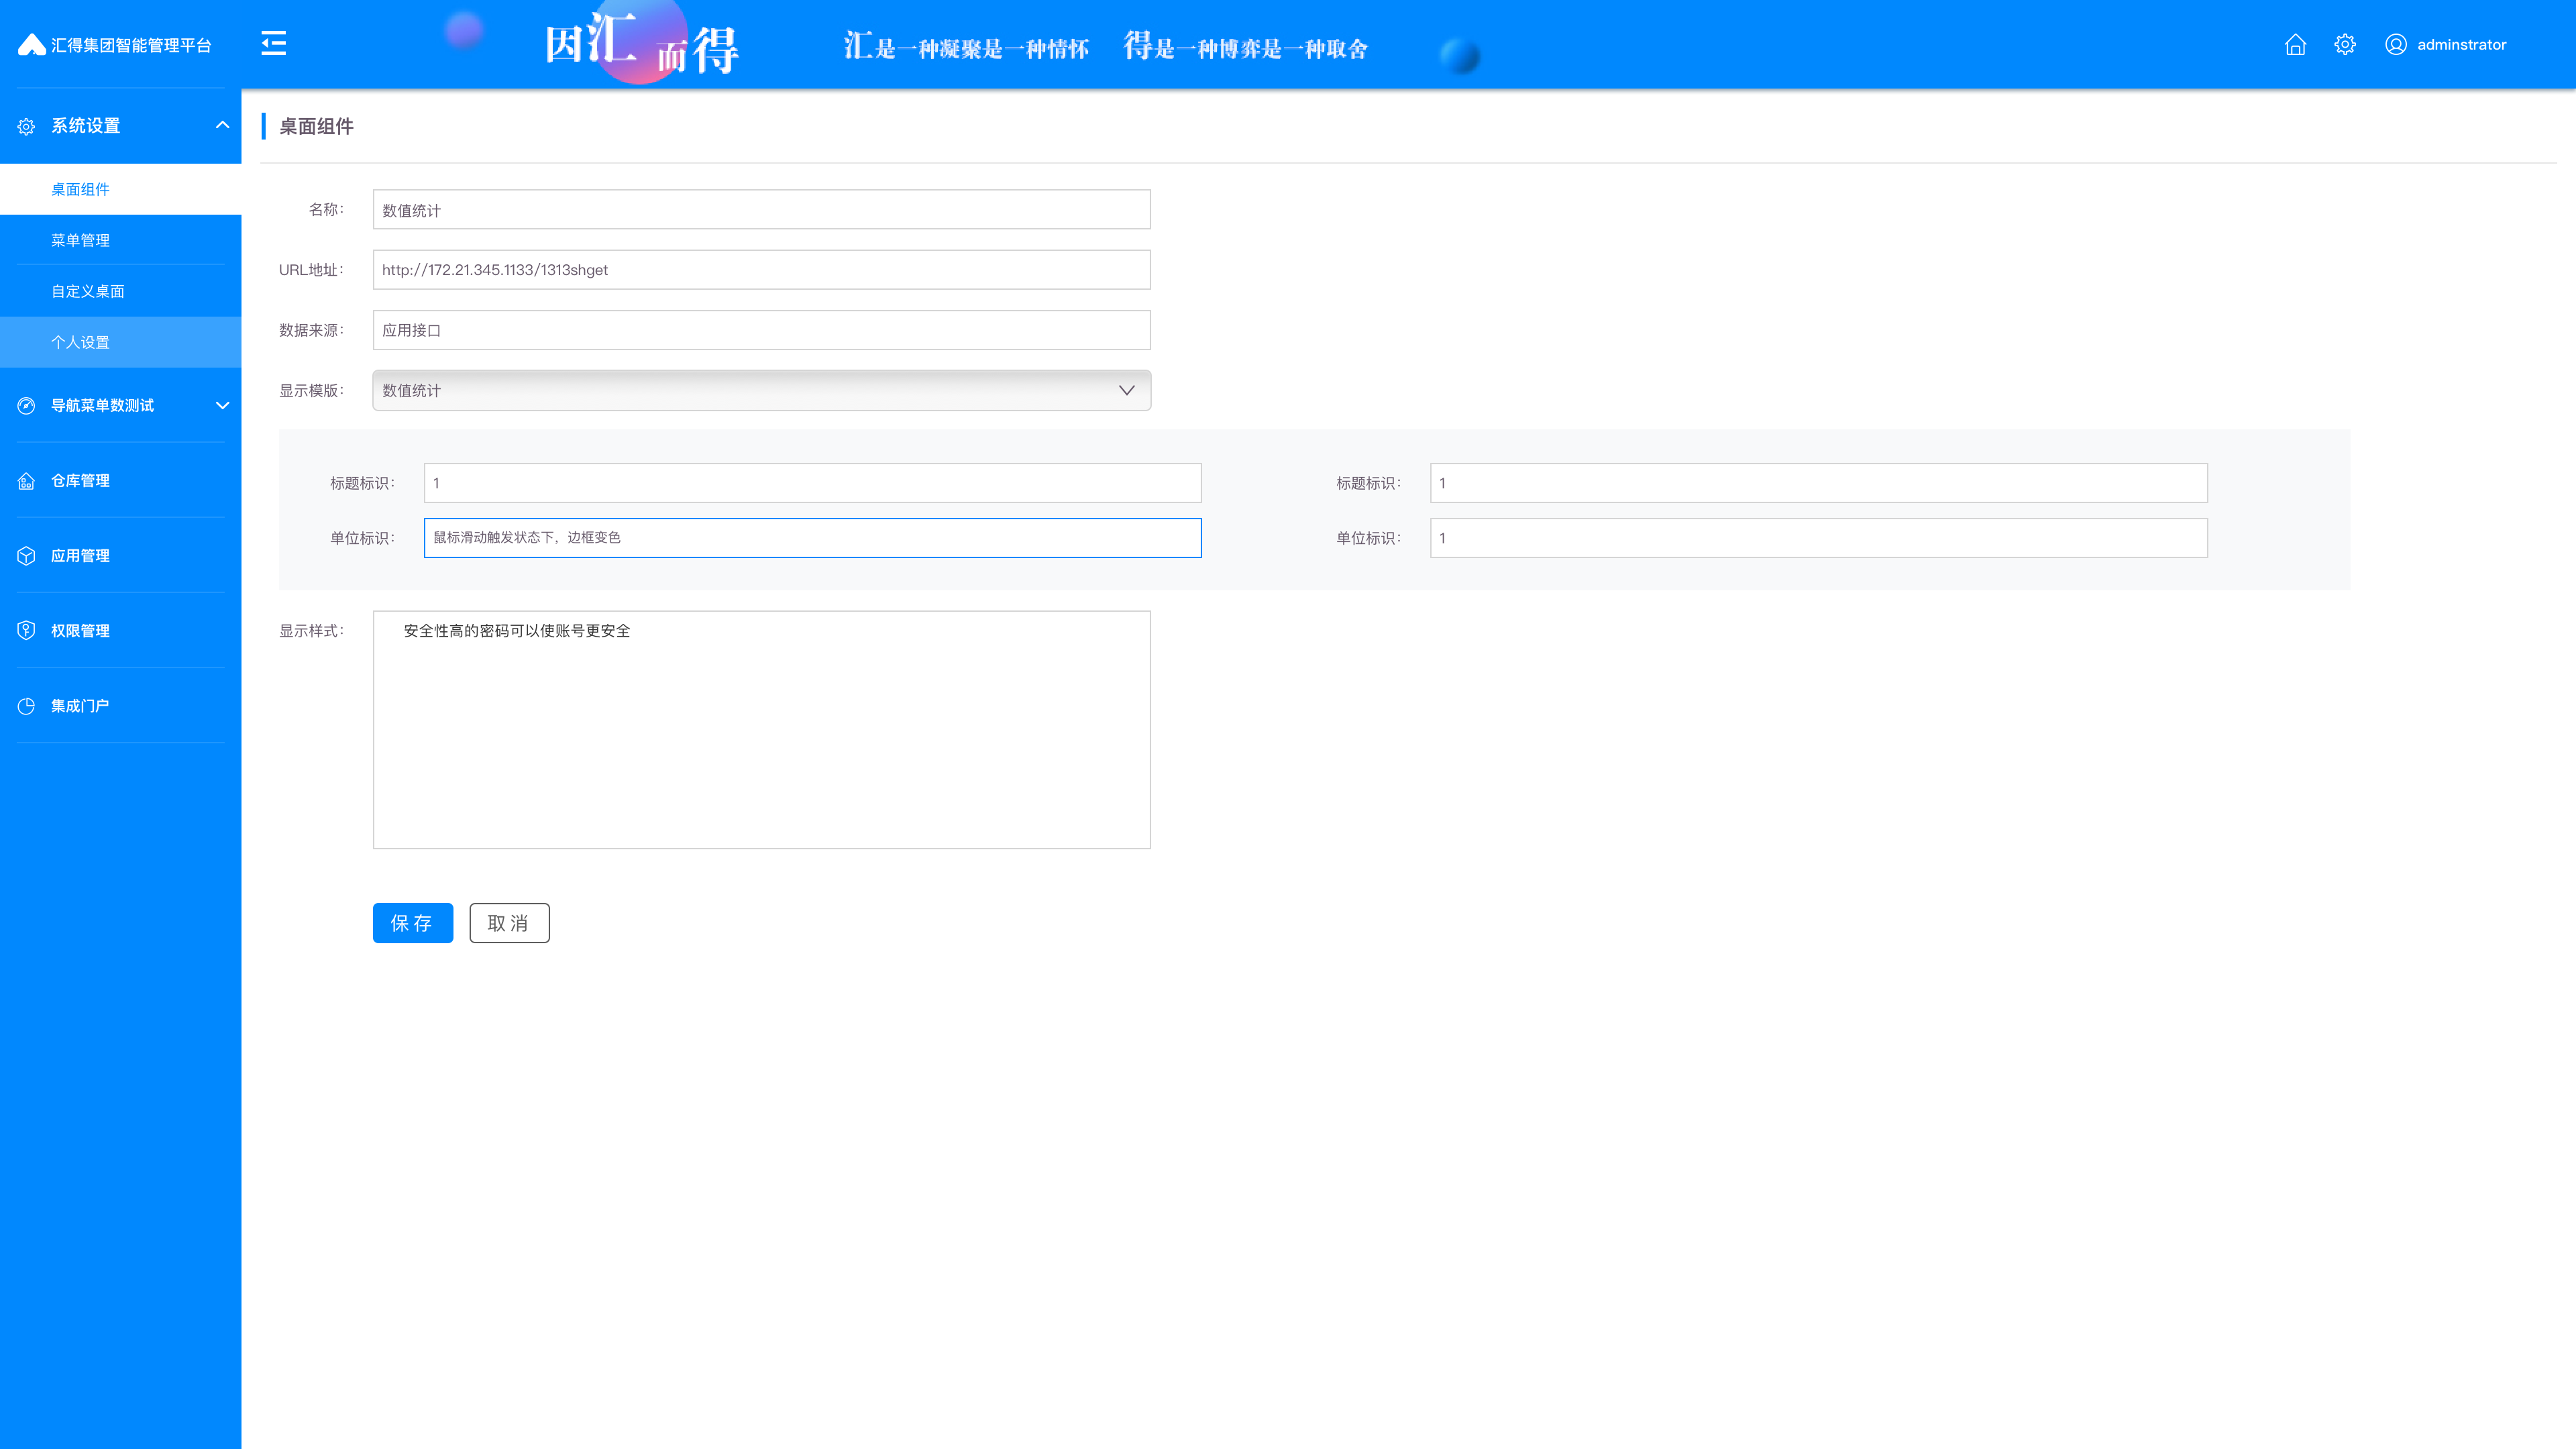 汇得集团智能管理平台
因汇而得
汇是一种凝聚是一种情怀 得是一种博弈是一种取舍
adminstrator
系统设置
桌面组件
菜单管理
自定义桌面
个人设置
导航菜单数测试
仓库管理
应用管理
权限管理
集成门户
桌面组件
名称： 数值统计
URL地址： http://172.21.345.1133/1313shget
数据来源： 应用接口
显示模版： 数值统计
标题标识： 1 标题标识： 1
单位标识： 鼠标滑动触发状态下，边框变色 单位标识： 1
显示样式： 安全性高的密码可以使账号更安全
保存 取消